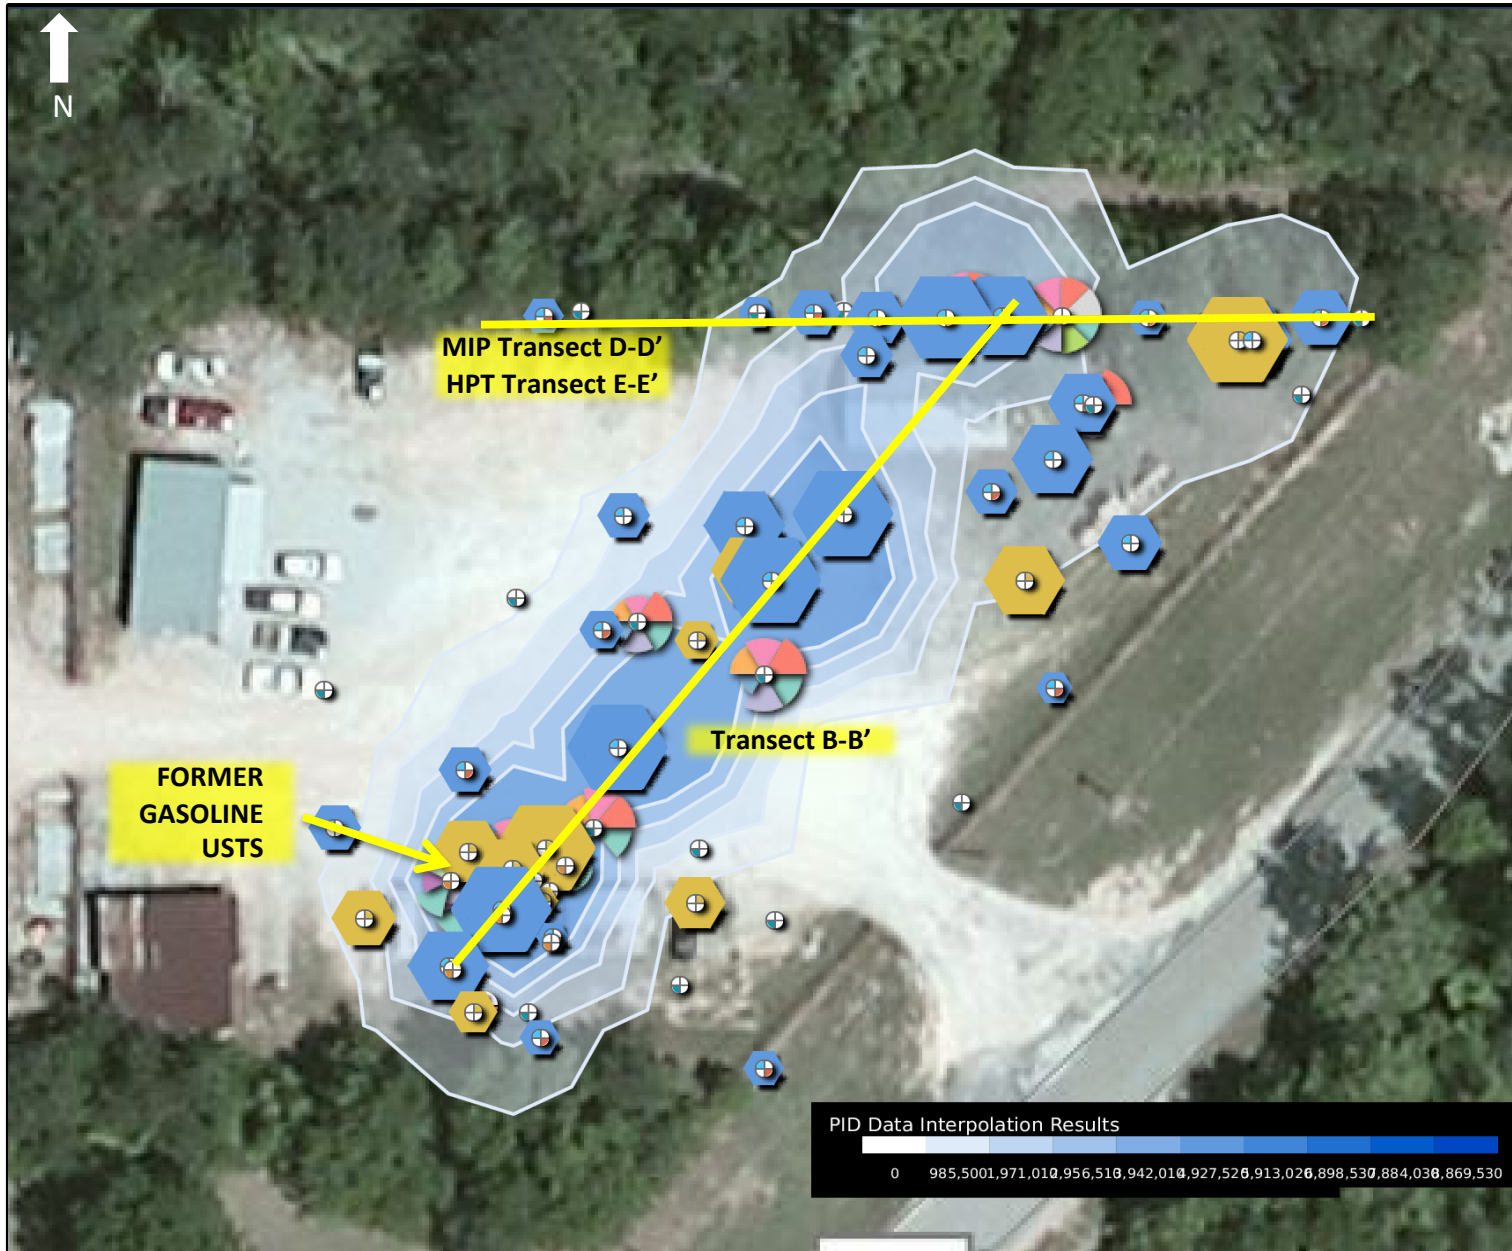 N
MIP Transect D-D’
HPT Transect E-E’
Transect B-B’
FORMER
GASOLINE
USTS
PID Data Interpolation Results
0 985,500 1,971,010 2,956,510 3,942,010 4,927,520 5,913,020 6,898,530 7,884,030 8,869,530